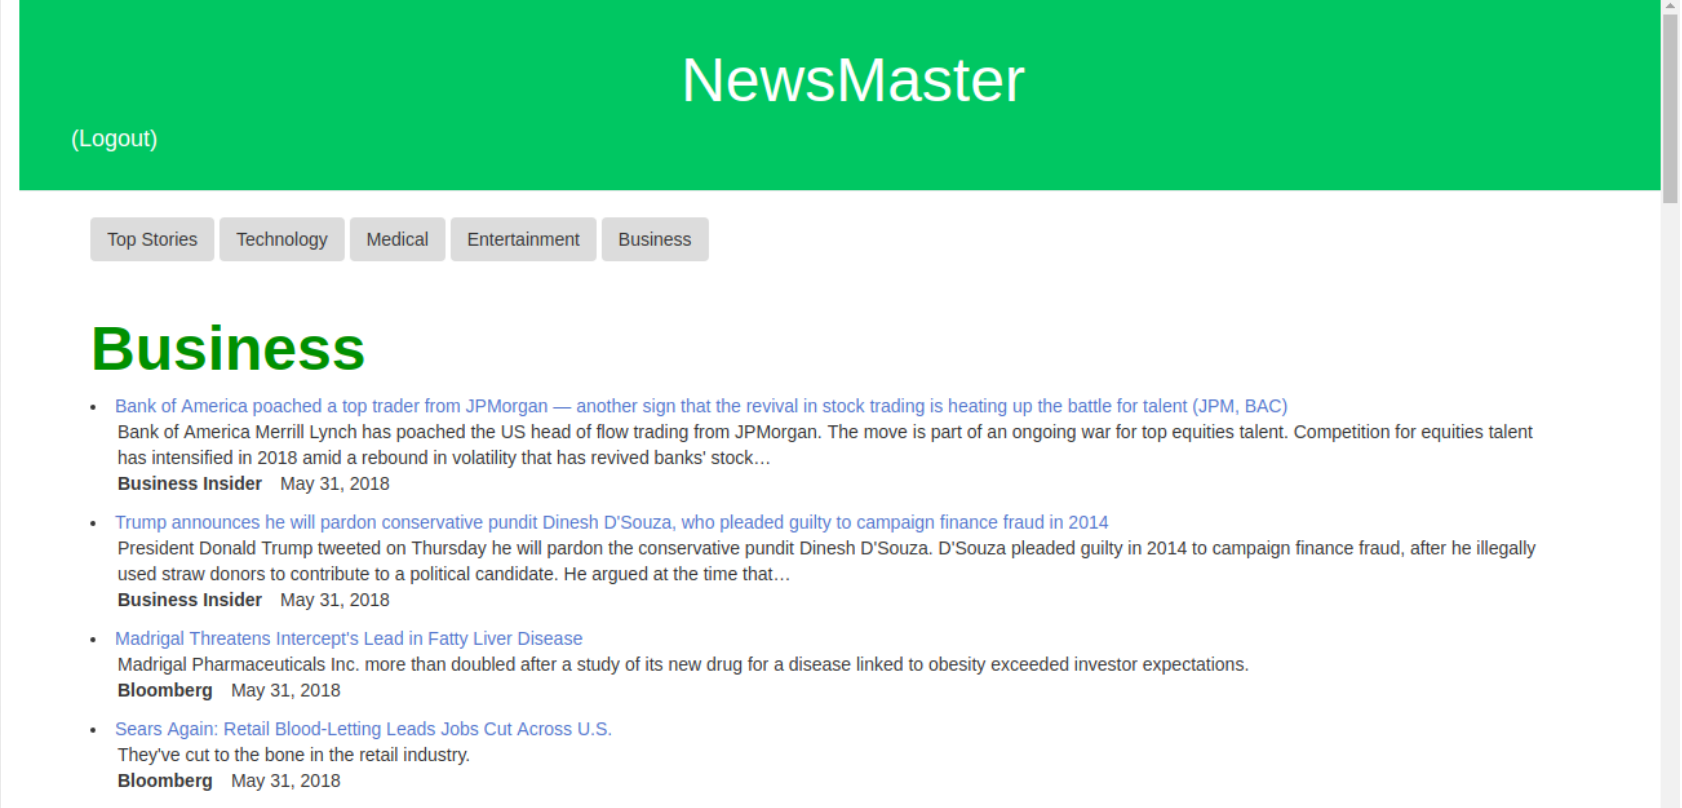 NewsMaster
(Logout)
Top Stories Technology Medical Entertainment Business
Business
Bank of America poached a top trader from JPMorgan — another sign that the revival in stock trading is heating up the battle for talent (JPM, BAC)
Bank of America Merrill Lynch has poached the US head of flow trading from JPMorgan. The move is part of an ongoing war for top equities talent. Competition for equities talent
has intensified in 2018 amid a rebound in volatility that has revived banks' stock…
Business Insider May 31, 2018
Trump announces he will pardon conservative pundit Dinesh D'Souza, who pleaded guilty to campaign finance fraud in 2014
President Donald Trump tweeted on Thursday he will pardon the conservative pundit Dinesh D'Souza. D'Souza pleaded guilty in 2014 to campaign finance fraud, after he illegally
used straw donors to contribute to a political candidate. He argued at the time that…
Business Insider May 31, 2018
Madrigal Threatens Intercept's Lead in Fatty Liver Disease
Madrigal Pharmaceuticals Inc. more than doubled after a study of its new drug for a disease linked to obesity exceeded investor expectations.
Bloomberg May 31, 2018
Sears Again: Retail Blood-Letting Leads Jobs Cut Across U.S.
They've cut to the bone in the retail industry.
Bloomberg May 31, 2018